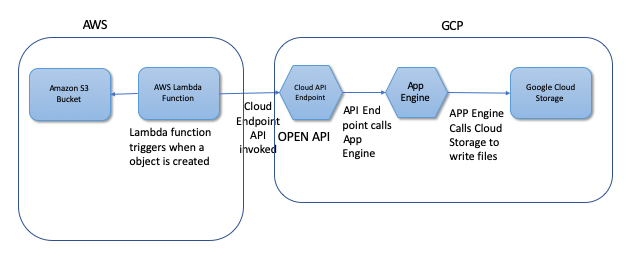 AWS
GCP
Amazon S3
Bucket
AWS Lambda
Function
Cloud API
Endpoint
App
Engine
Google Cloud
Storage
Lambda function
triggers when a
object is created
Cloud
Endpoint
API
invoked
OPEN API
API End
point calls
App
Engine
APP Engine
Calls Cloud
Storage to
write files